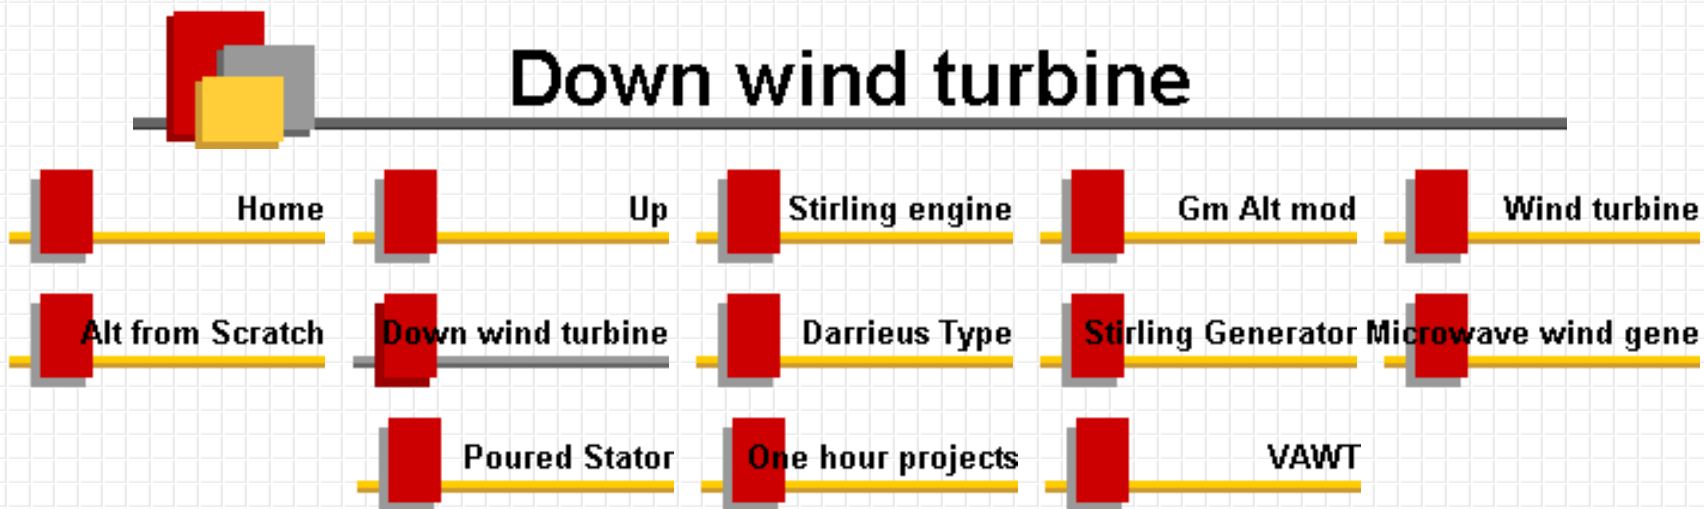 Down wind turbine
Home Up Stirling engine Gm Alt mod Wind turbine
Alt from Scratch Down wind turbine Darrieus Type Stirling Generator Microwave wind gene
Poured Stator One hour projects VAWT